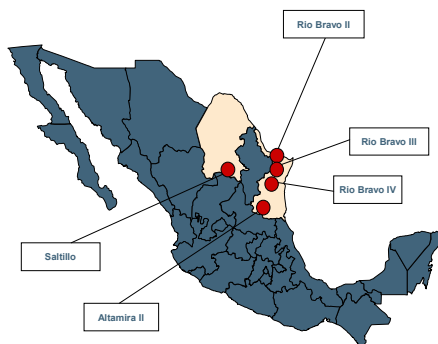 Rio Bravo II
Rio Bravo III
Rio Bravo IV
Saltillo
Altamira II